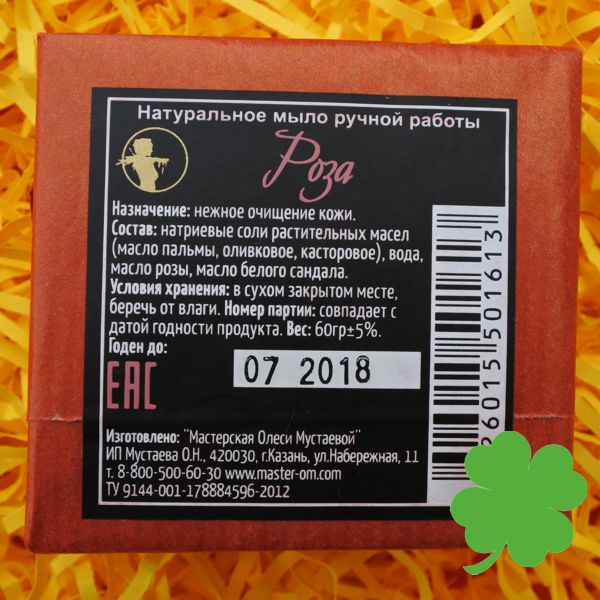 Натуральное мыло ручной работы
Роза
Назначение: нежное очищение кожи.
Состав: натриевые соли растительных масел
(масло пальмы, оливковое, касторовое), вода,
масло розы, масло белого сандала.
Условия хранения: в сухом закрытом месте,
беречь от влаги. Номер партии: совпадает с
датой годности продукта. Вес: 60гр±5%.
Годен до:
07 2018
EAC
Изготовлено: "Мастерская Олеси Мустаевой"
ИП Мустаева О.Н., 420030, г.Казань, ул.Набережная, 11
т. 8-800-500-60-30 www.master-om.com
ТУ 9144-001-178884596-2012